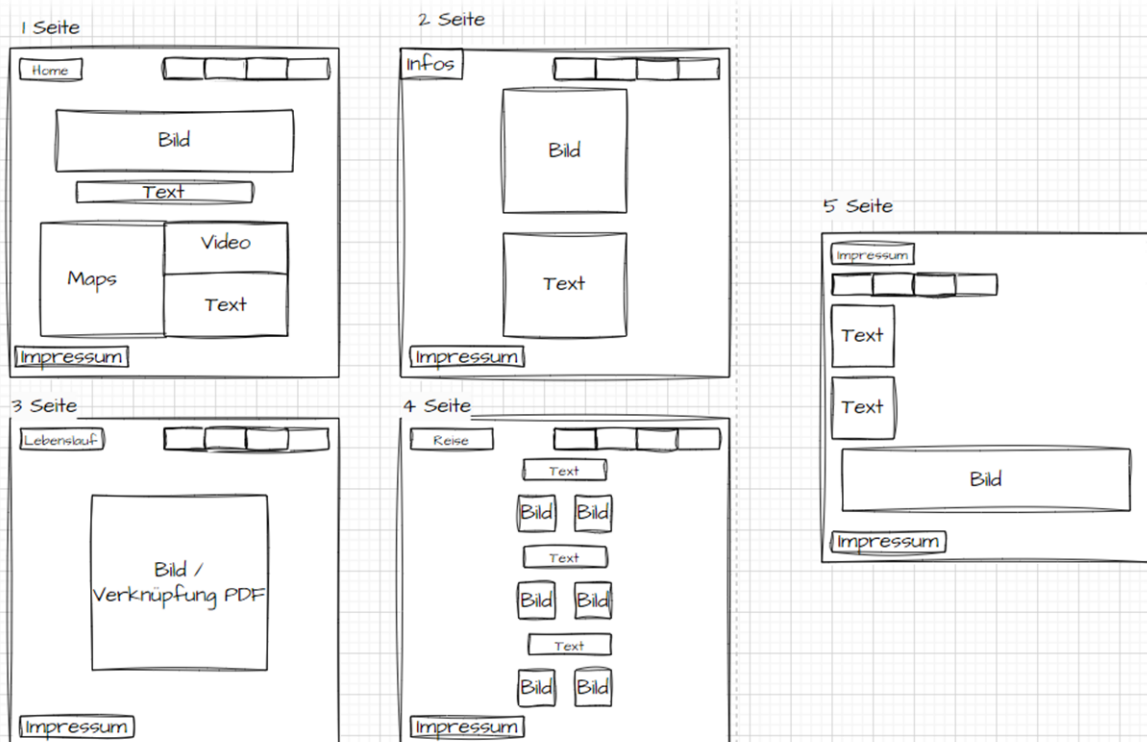 1 Seite
Home
Bild
Text
Maps
Video
Text
Impressum
2 Seite
Infos
Bild
Text
Impressum
3 Seite
Lebenslauf
Bild /
Verknüpfung PDF
Impressum
4 Seite
Reise
Text
Bild Bild
Text
Bild Bild
Text
Bild Bild
Impressum
5 Seite
Impressum
Text
Text
Bild
Impressum